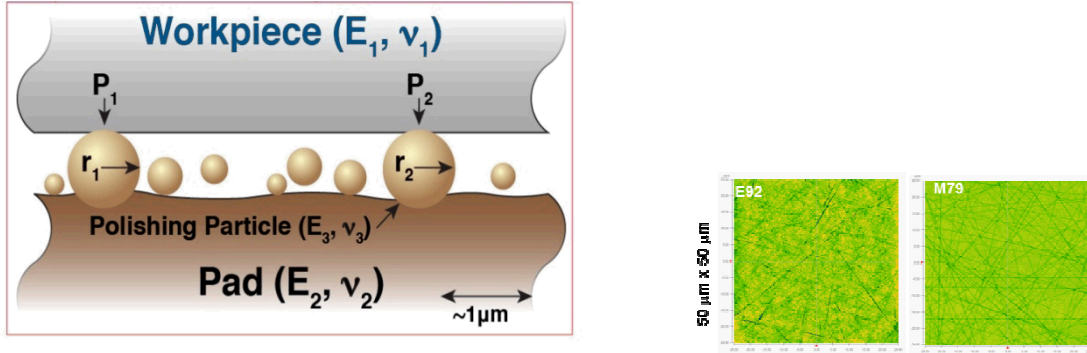 Workpiece (E1, ν1)
P1
P2
r1
r2
Polishing Particle (E3, ν3)
Pad (E2, ν2)
~1μm
50 μm x 50 μm
E92
M79